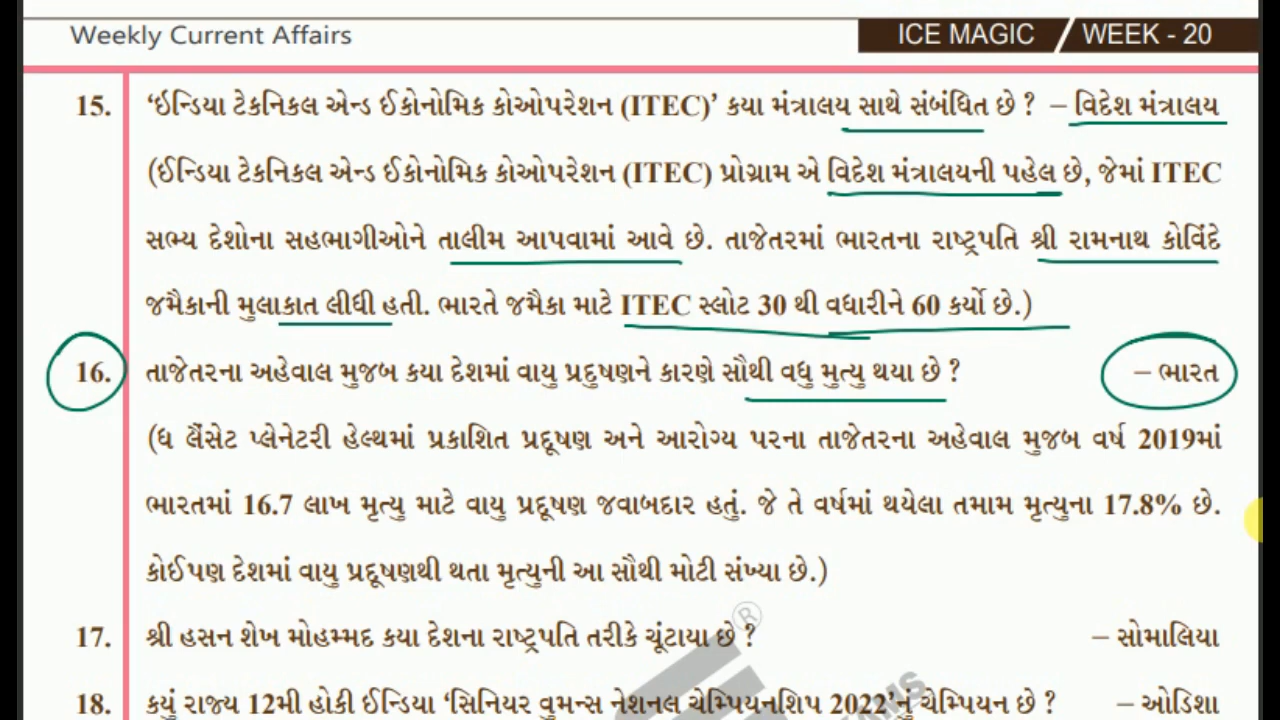 Weekly Current Affairs
ICE MAGIC / WEEK - 20
15. ‘ઇન્ડિયા ટેકનિકલ એન્ડ ઈકોનોમિક કોઓપરેશન (ITEC)’ કયા મંત્રાલય સાથે સંબંધિત છે ? – વિદેશ મંત્રાલય
(ઈન્ડિયા ટેકનિકલ એન્ડ ઈકોનોમિક કોઓપરેશન (ITEC) પ્રોગ્રામ એ વિદેશ મંત્રાલયની પહેલ છે, જેમાં ITEC
સભ્ય દેશોના સહભાગીઓને તાલીમ આપવામાં આવે છે. તાજેતરમાં ભારતના રાષ્ટ્રપતિ શ્રી રામનાથ કોવિંદે
જમૈકાની મુલાકાત લીધી હતી. ભારતે જમૈકા માટે ITEC સ્લોટ 30 થી વધારીને 60 કર્યો છે.)
16. તાજેતરના અહેવાલ મુજબ કયા દેશમાં વાયુ પ્રદુષણને કારણે સૌથી વધુ મુત્યુ થયા છે ? – ભારત
(ધ લૅંસેટ પ્લેનેટરી હેલ્થમાં પ્રકાશિત પ્રદૂષણ અને આરોગ્ય પરના તાજેતરના અહેવાલ મુજબ વર્ષ 2019માં
ભારતમાં 16.7 લાખ મૃત્યુ માટે વાયુ પ્રદૂષણ જવાબદાર હતું. જે તે વર્ષમાં થયેલા તમામ મૃત્યુના 17.8% છે.
કોઈપણ દેશમાં વાયુ પ્રદૂષણથી થતા મૃત્યુની આ સૌથી મોટી સંખ્યા છે.)
17. શ્રી હસન શેખ મોહમ્મદ કયા દેશના રાષ્ટ્રપતિ તરીકે ચૂંટાયા છે ? – સોમાલિયા
18. કયું રાજ્ય 12મી હોકી ઈન્ડિયા ‘સિનિયર વુમન્સ નેશનલ ચેમ્પિયનશિપ 2022’નું ચેમ્પિયન છે ? – ઓડિશા